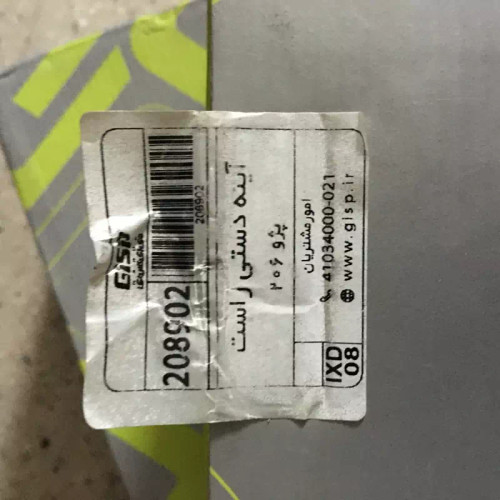 GISP
208902
208902
آینه دستی راست
پژو ۲۰۶
امور مشتریان
41034000-021
www.gisp.ir
IXD
08